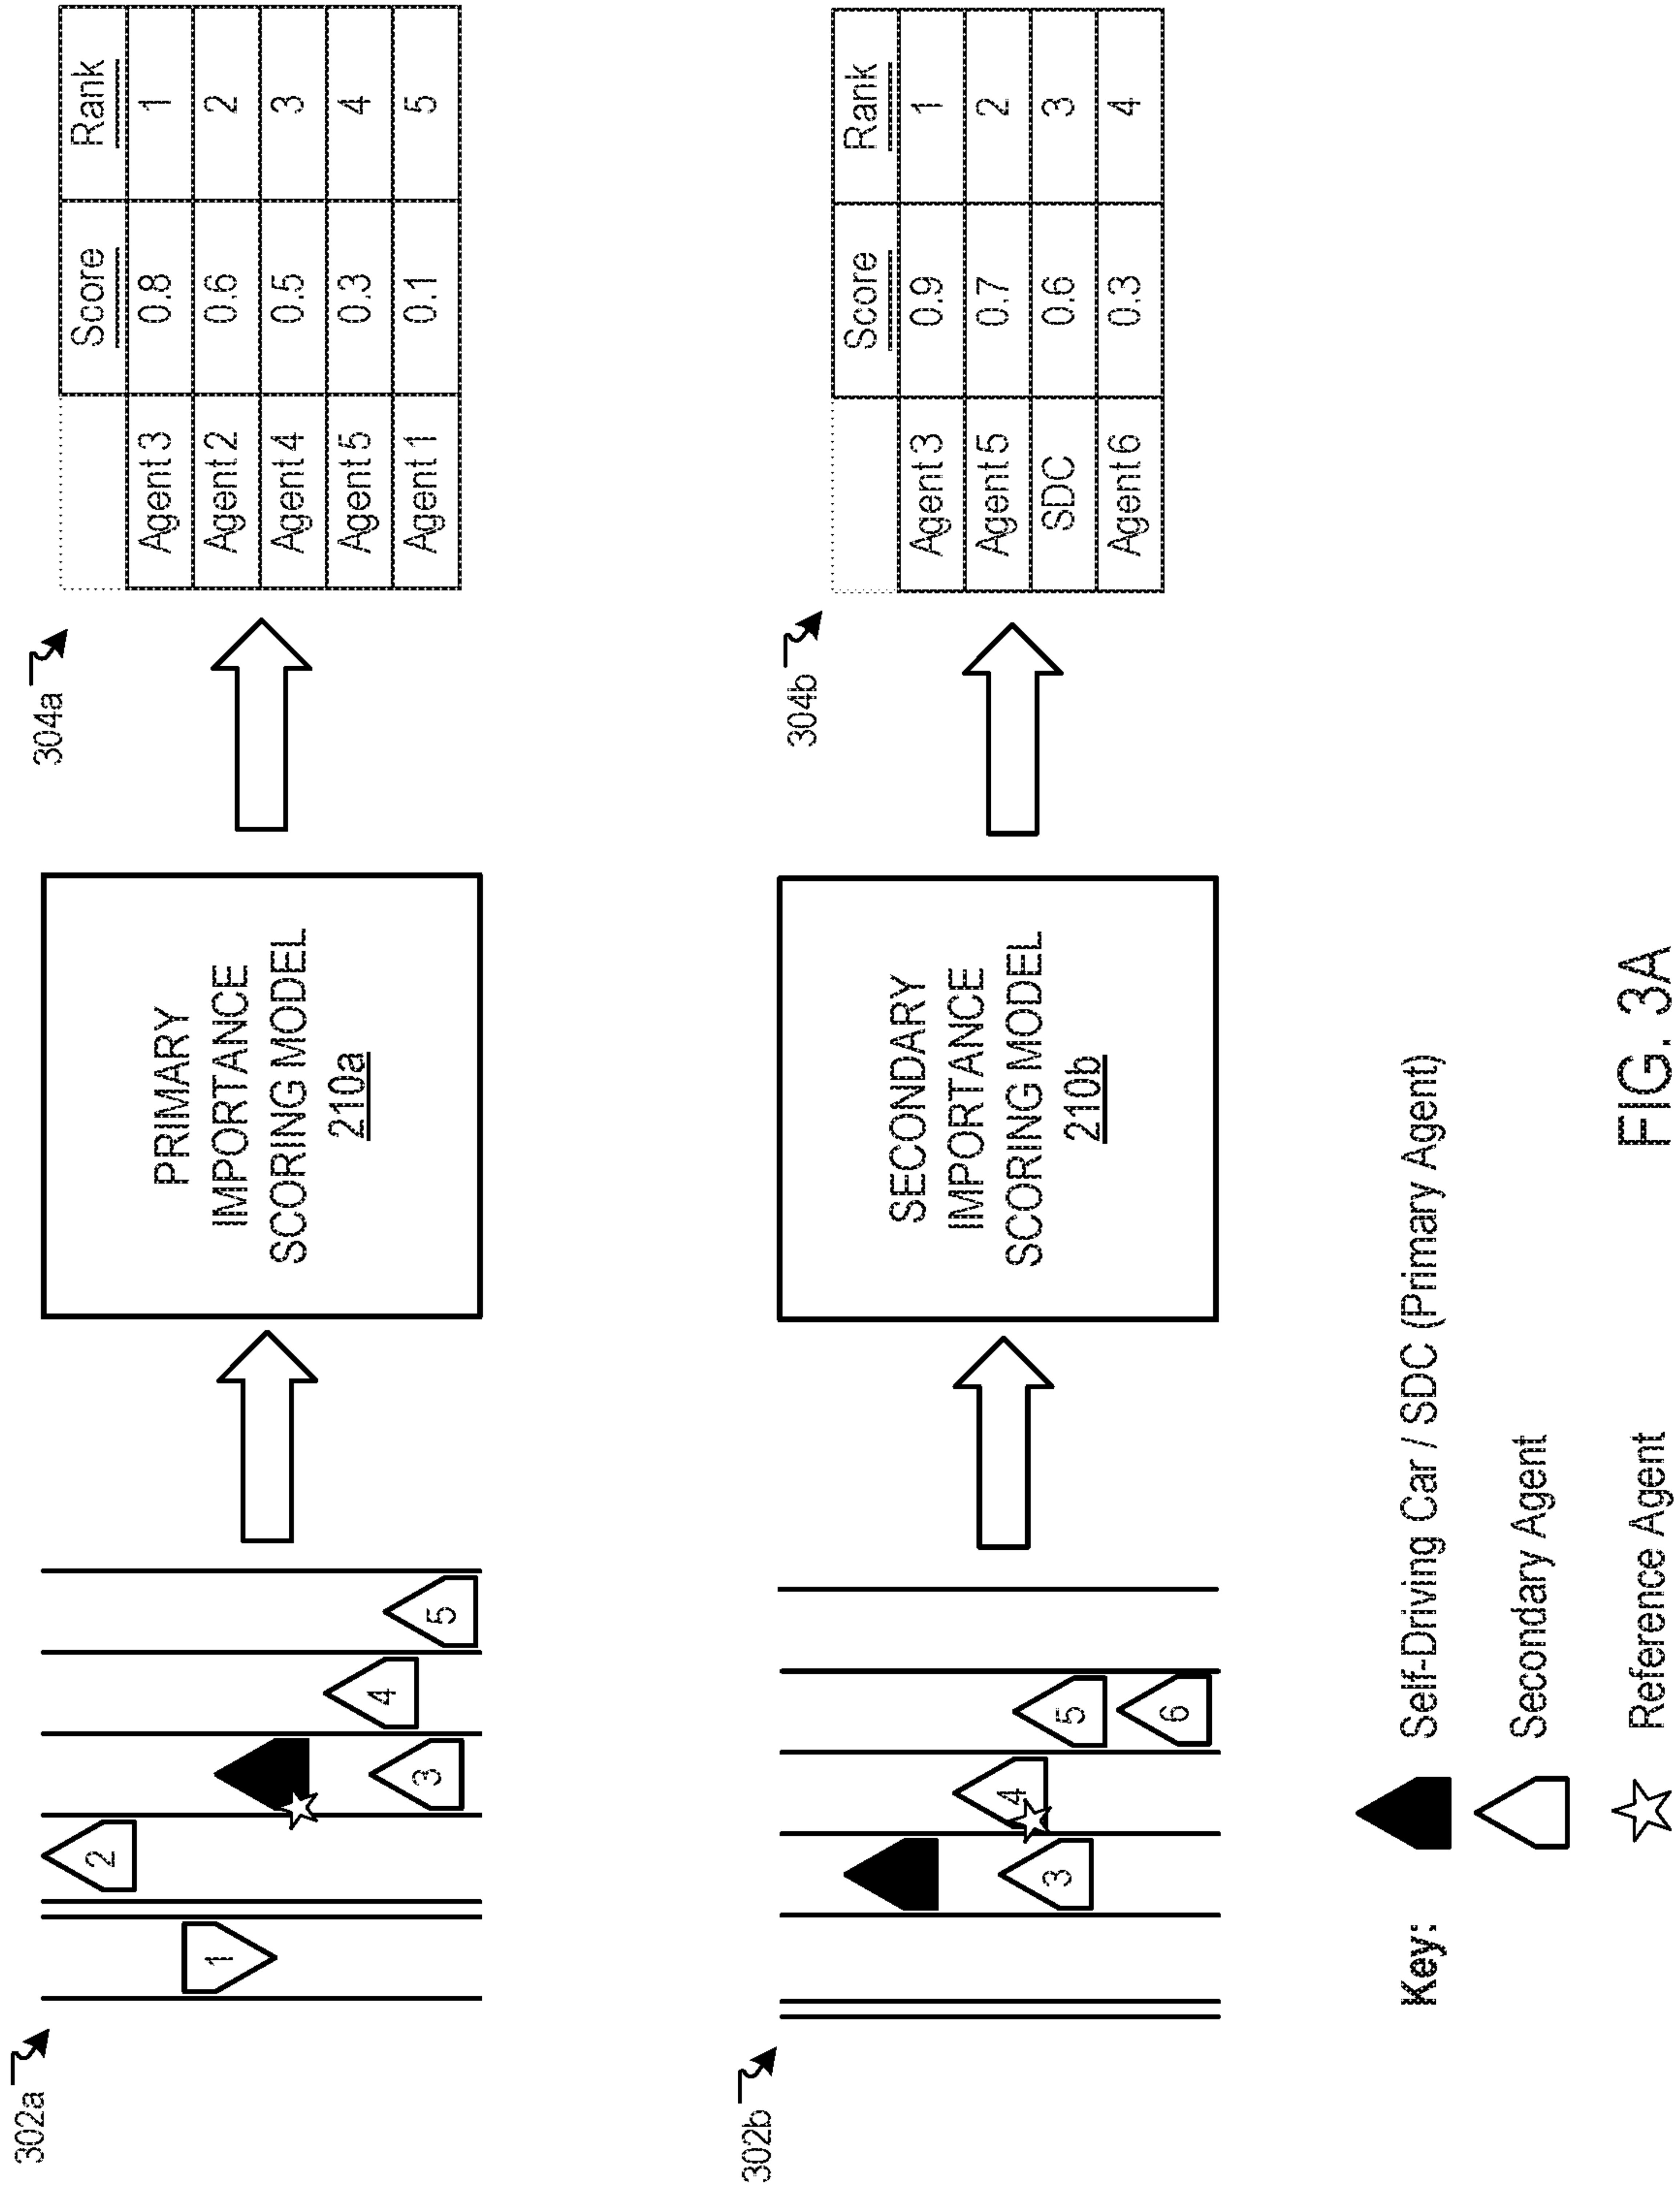 302a
1
2
3
4
5
PRIMARY
IMPORTANCE
SCORING MODEL
210a
304a
Score Rank
Agent 3 0.8 1
Agent 2 0.6 2
Agent 4 0.5 3
Agent 5 0.3 4
Agent 1 0.1 5
302b
3
4
5
6
SECONDARY
IMPORTANCE
SCORING MODEL
210b
304b
Score Rank
Agent 3 0.9 1
Agent 5 0.7 2
SDC 0.6 3
Agent 6 0.3 4
Key:
Self-Driving Car / SDC (Primary Agent)
Secondary Agent
Reference Agent
FIG. 3A